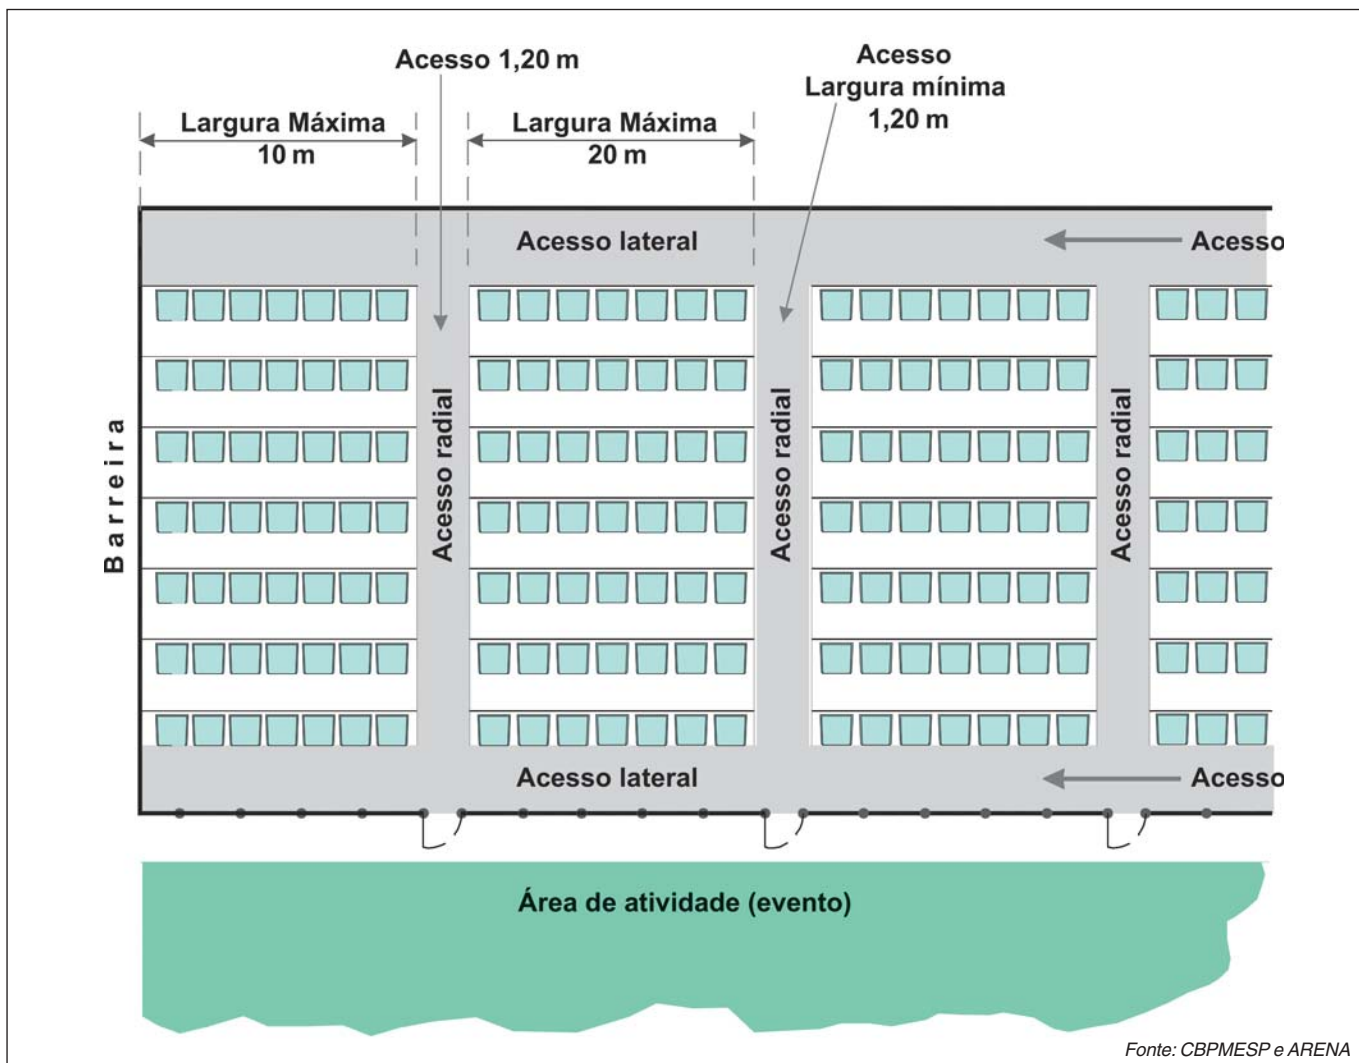 Acesso 1,20 m
Acesso
Largura mínima
1,20 m
Largura Máxima
10 m
Largura Máxima
20 m
Acesso lateral
Acesso
Barreira
Acesso radial
Acesso radial
Acesso radial
Acesso lateral
Acesso
Área de atividade (evento)
Fonte: CBPMESP e ARENA